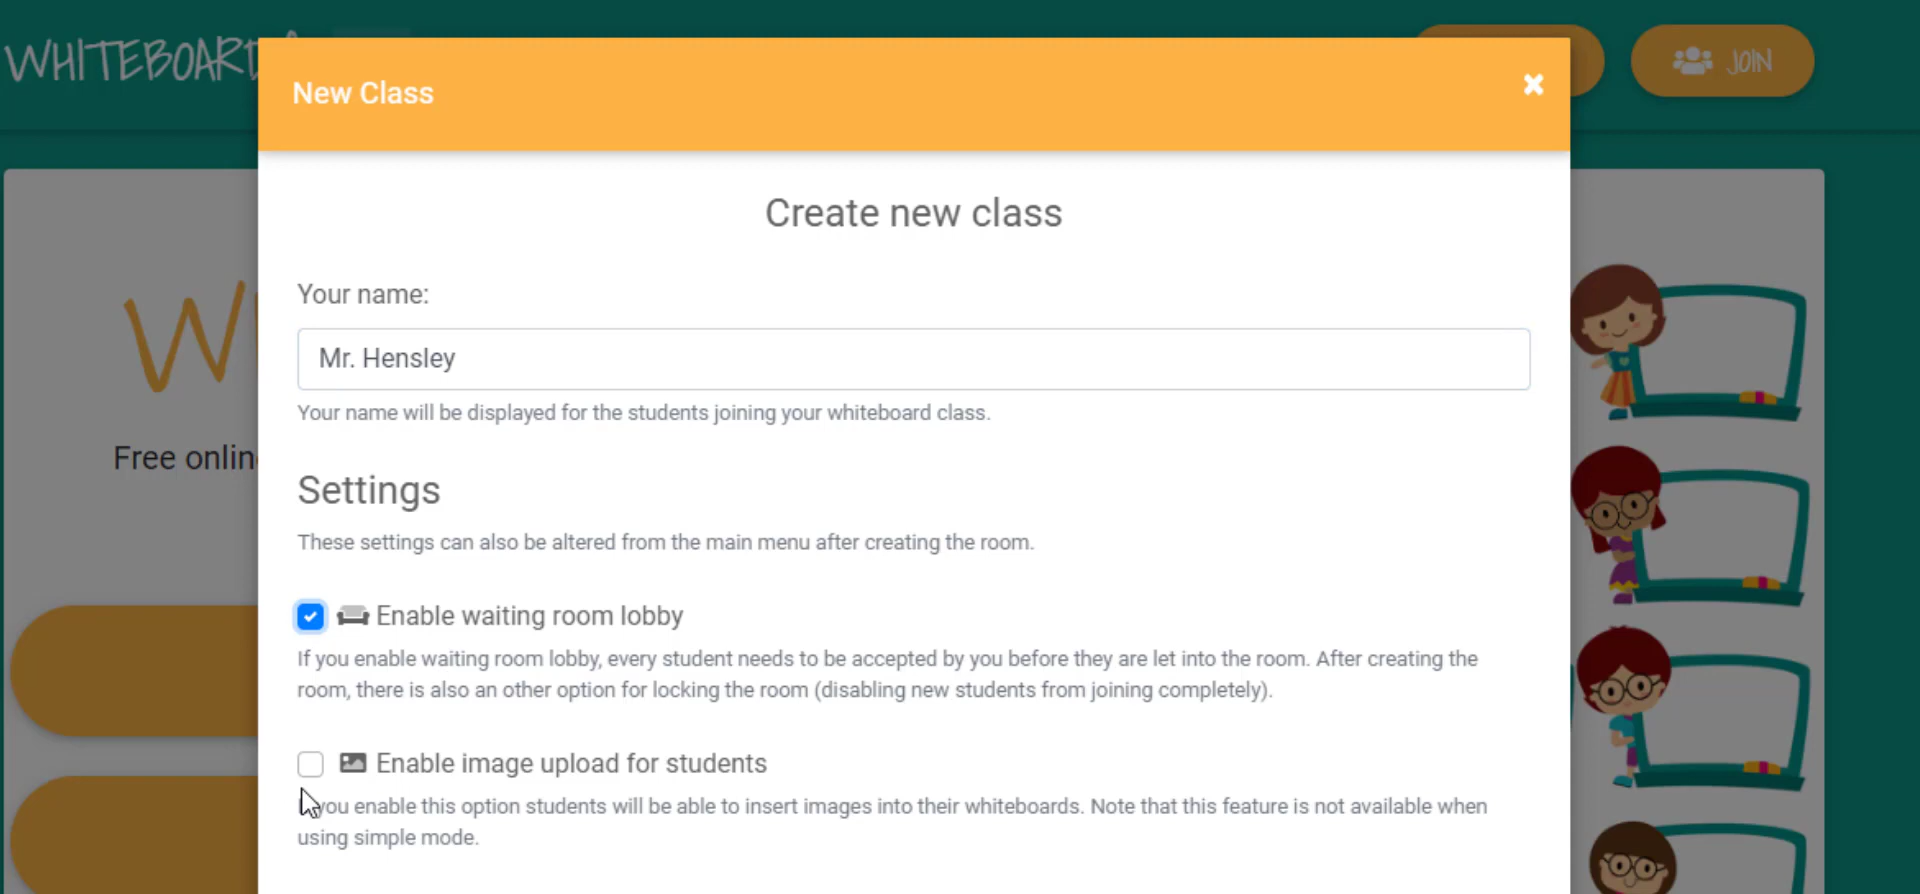 WHITEBOARD
JOIN
New Class
Create new class
Your name:
Mr. Hensley
Your name will be displayed for the students joining your whiteboard class.
Free onlin
Settings
These settings can also be altered from the main menu after creating the room.
Enable waiting room lobby
If you enable waiting room lobby, every student needs to be accepted by you before they are let into the room. After creating the
room, there is also an other option for locking the room (disabling new students from joining completely).
Enable image upload for students
you enable this option students will be able to insert images into their whiteboards. Note that this feature is not available when
using simple mode.